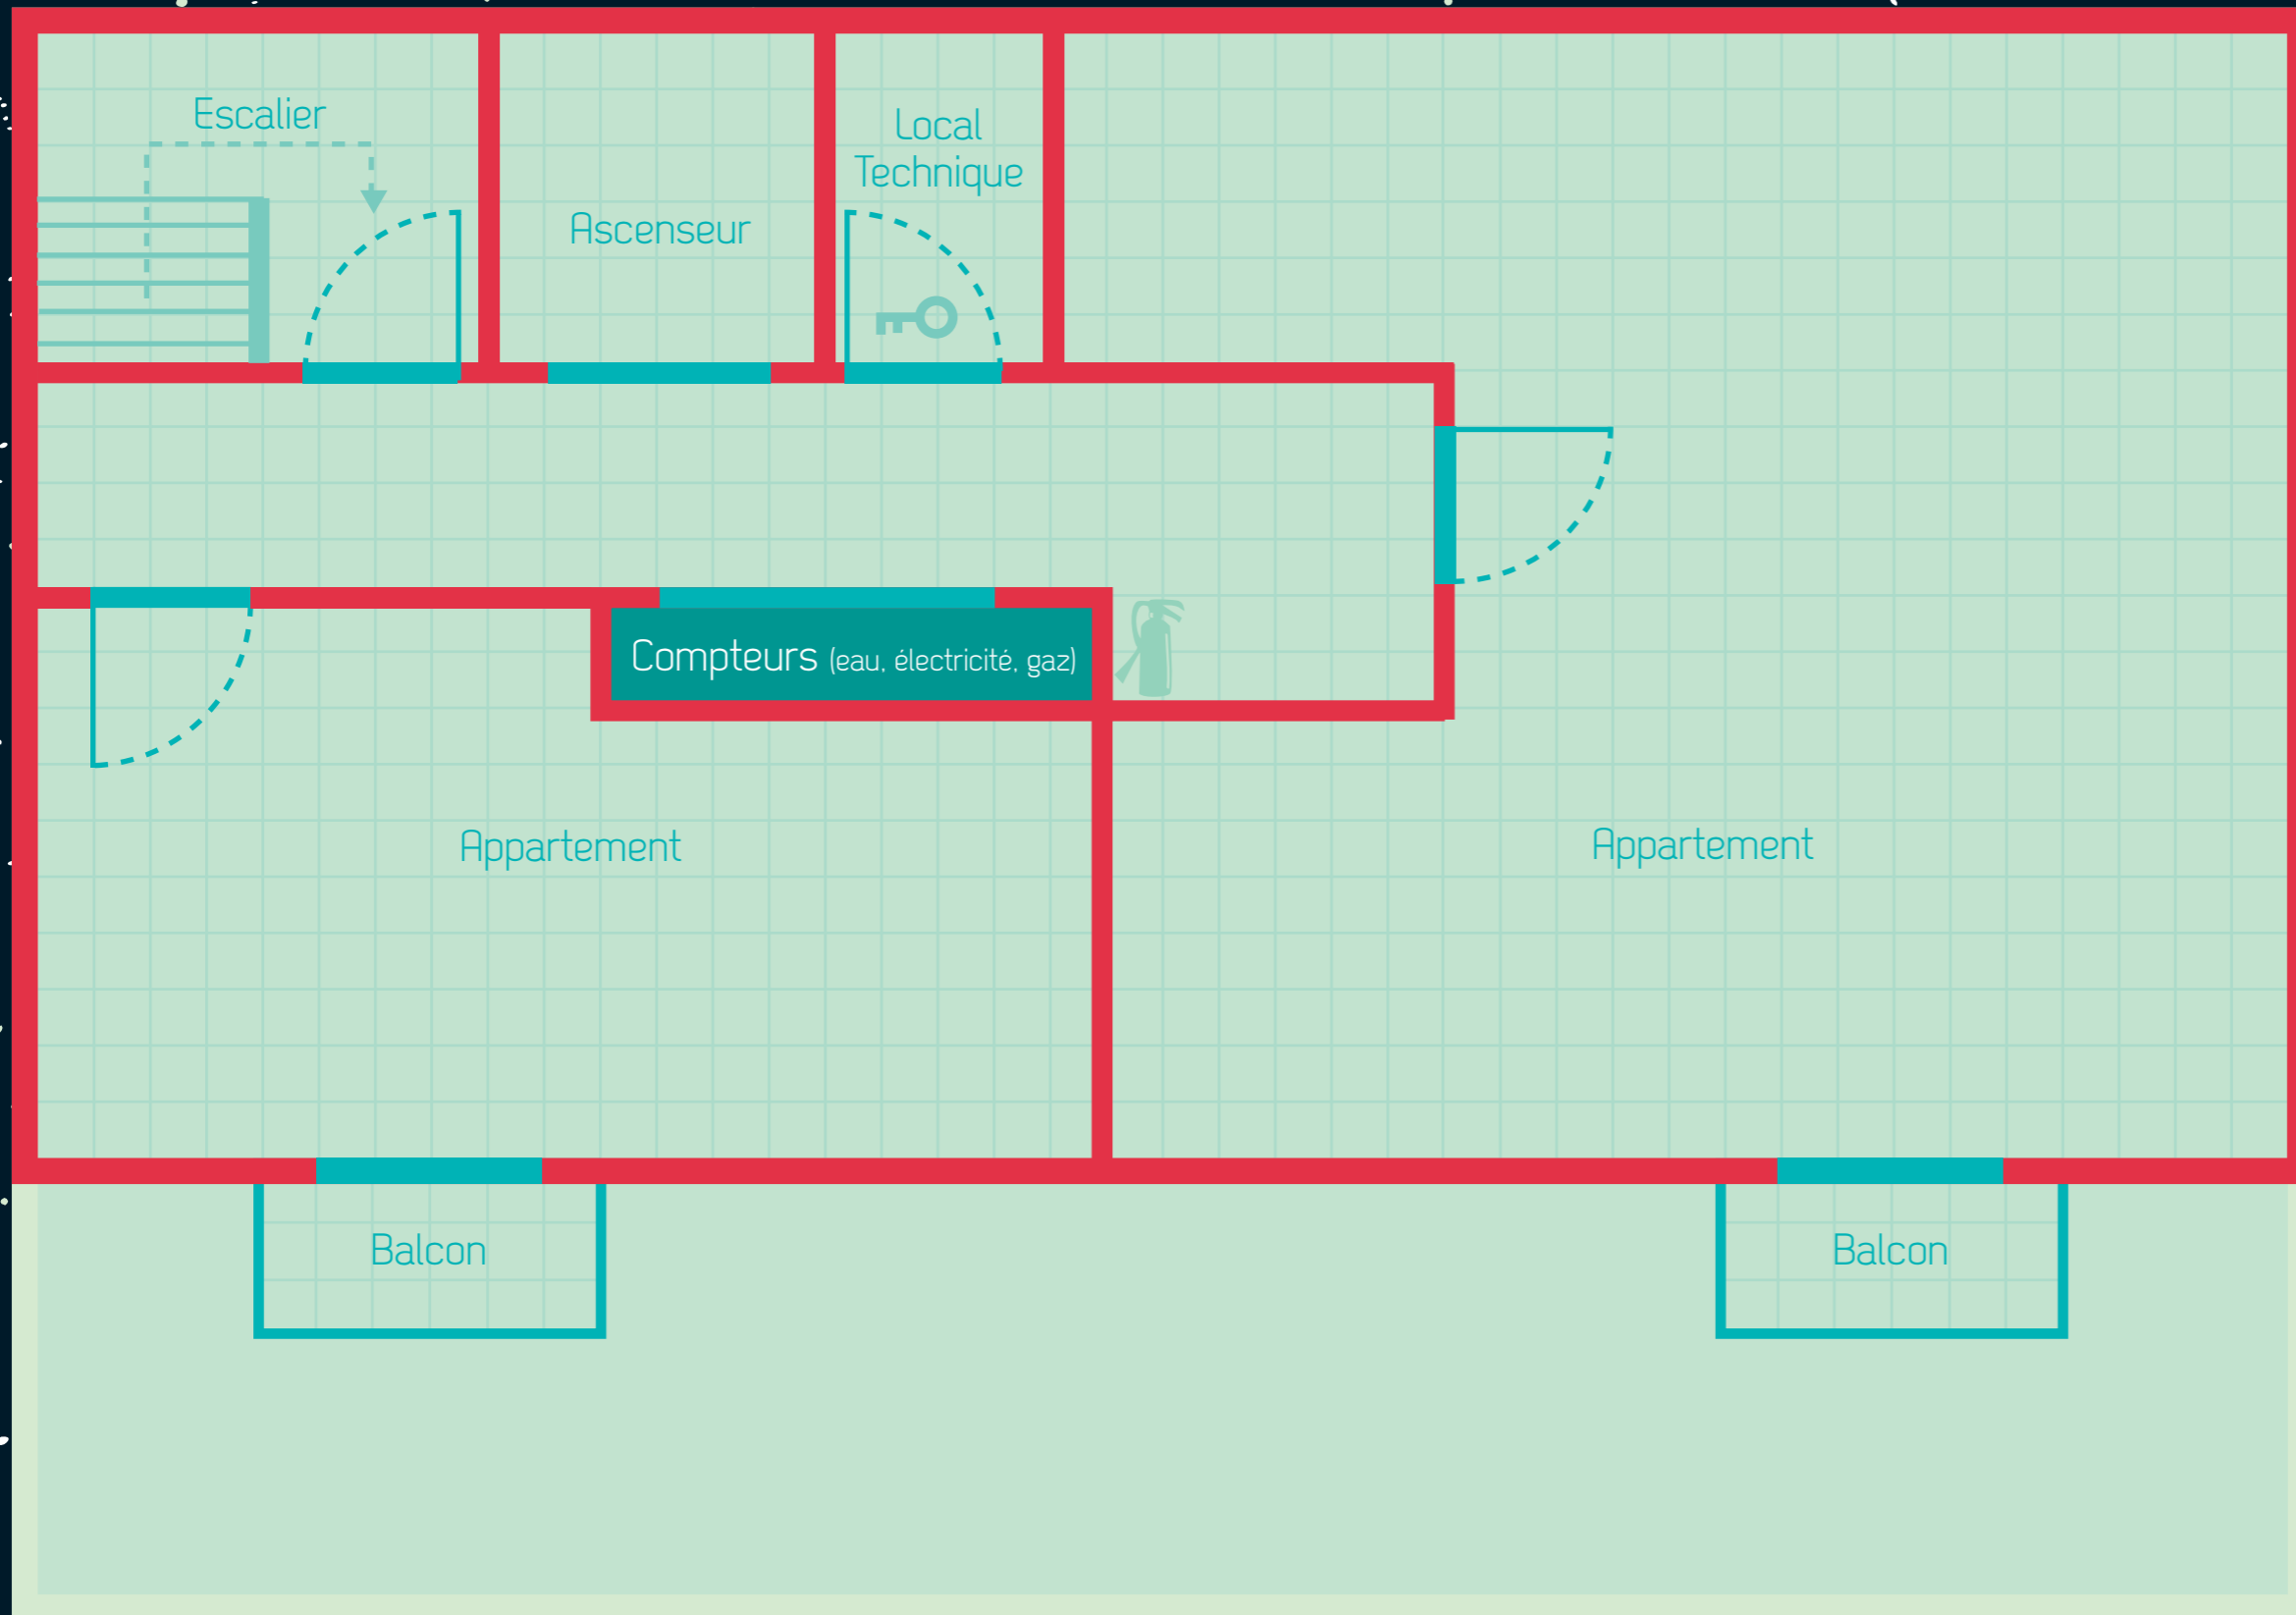 Escalier
Ascenseur
Local
Technique
Compteurs (eau, électricité, gaz)
Appartement
Appartement
Balcon
Balcon